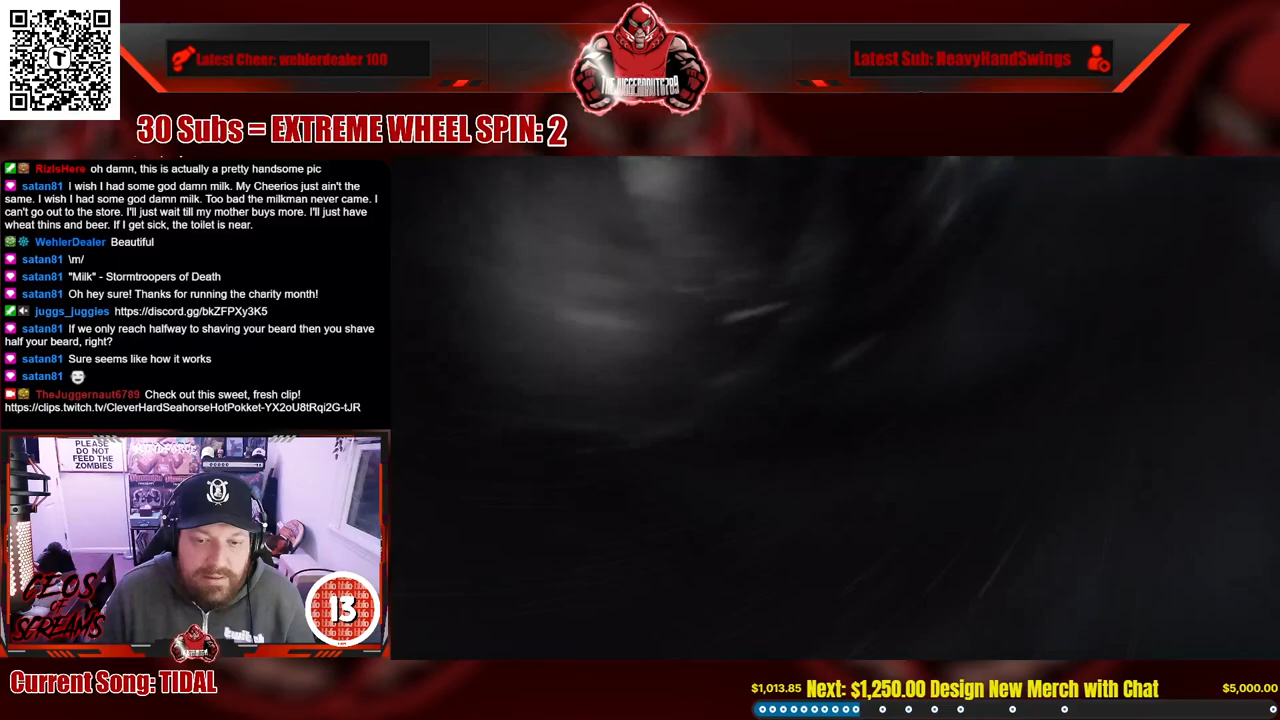 Latest Cheer: wehlerdealer 100
THEJUGGERNAUT6789
Latest Sub: HeavyHandSwings
30 Subs = EXTREME WHEEL SPIN: 2
RizIsHere oh damn, this is actually a pretty handsome pic
satan81 I wish I had some god damn milk. My Cheerios just ain't the
same. I wish I had some god damn milk. Too bad the milkman never came. I
can't go out to the store. I'll just wait till my mother buys more. I'll just have
wheat thins and beer. If I get sick, the toilet is near.
WehlerDealer Beautiful
satan81 \m/
satan81 "Milk" - Stormtroopers of Death
satan81 Oh hey sure! Thanks for running the charity month!
juggs_juggies https://discord.gg/bkZFPXy3K5
satan81 If we only reach halfway to shaving your beard then you shave
half your beard, right?
satan81 Sure seems like how it works
satan81
TheJuggernaut6789 Check out this sweet, fresh clip!
https://clips.twitch.tv/CleverHardSeahorseHotPokket-YX2oU8tRqi2G-tJR
PLEASE
DO NOT
FEED THE
ZOMBIES
CEOS
OF
SCREAMS
13
twitch
Current Song: TIDAL
$1,013.85 Next: $1,250.00 Design New Merch with Chat $5,000.00